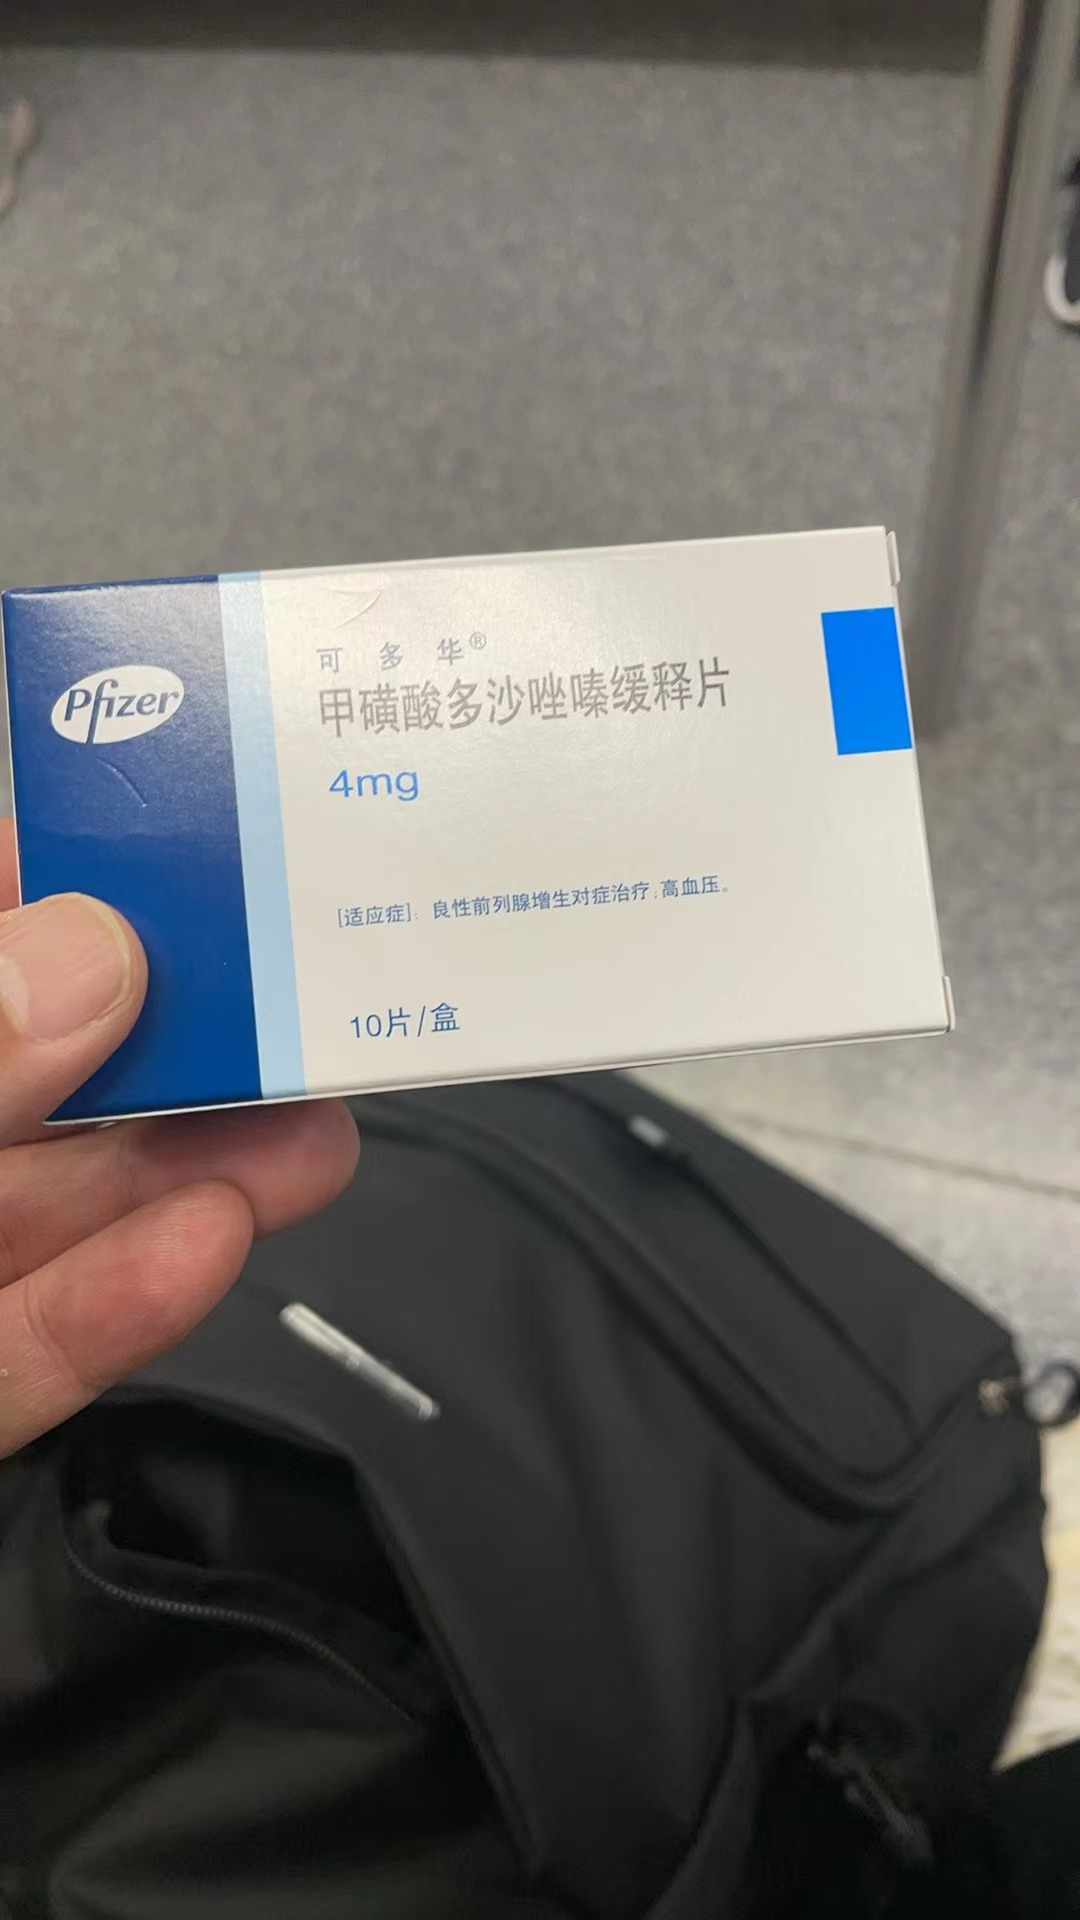 Pfizer
可多华®
甲磺酸多沙唑嗪缓释片
4mg
[适应症]: 良性前列腺增生对症治疗;高血压。
10片/盒